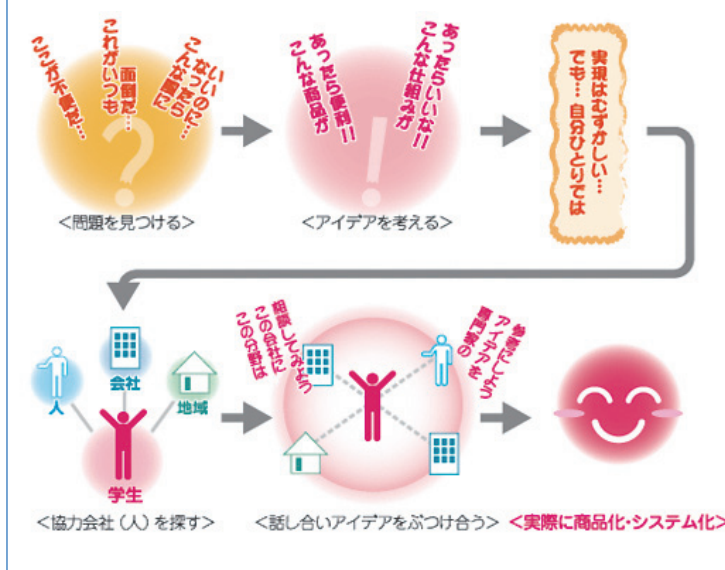 ここが不便だ…
これがいつも
面倒だ…
こんな風に
なったら
いいのに…
?
<問題を見つける>
こんな商品が
あったら便利!!
こんな仕組みが
あったらいいな!!
!
<アイデアを考える>
実現はむずかしい…
でも… 自分ひとりでは
人
会社
地域
学生
<協力会社(人)を探す>
この分野は
この会社に
相談してみよう
専門家の
アイデアを
参考にしよう
<話し合いアイデアをぶつけ合う>
<実際に商品化・システム化>